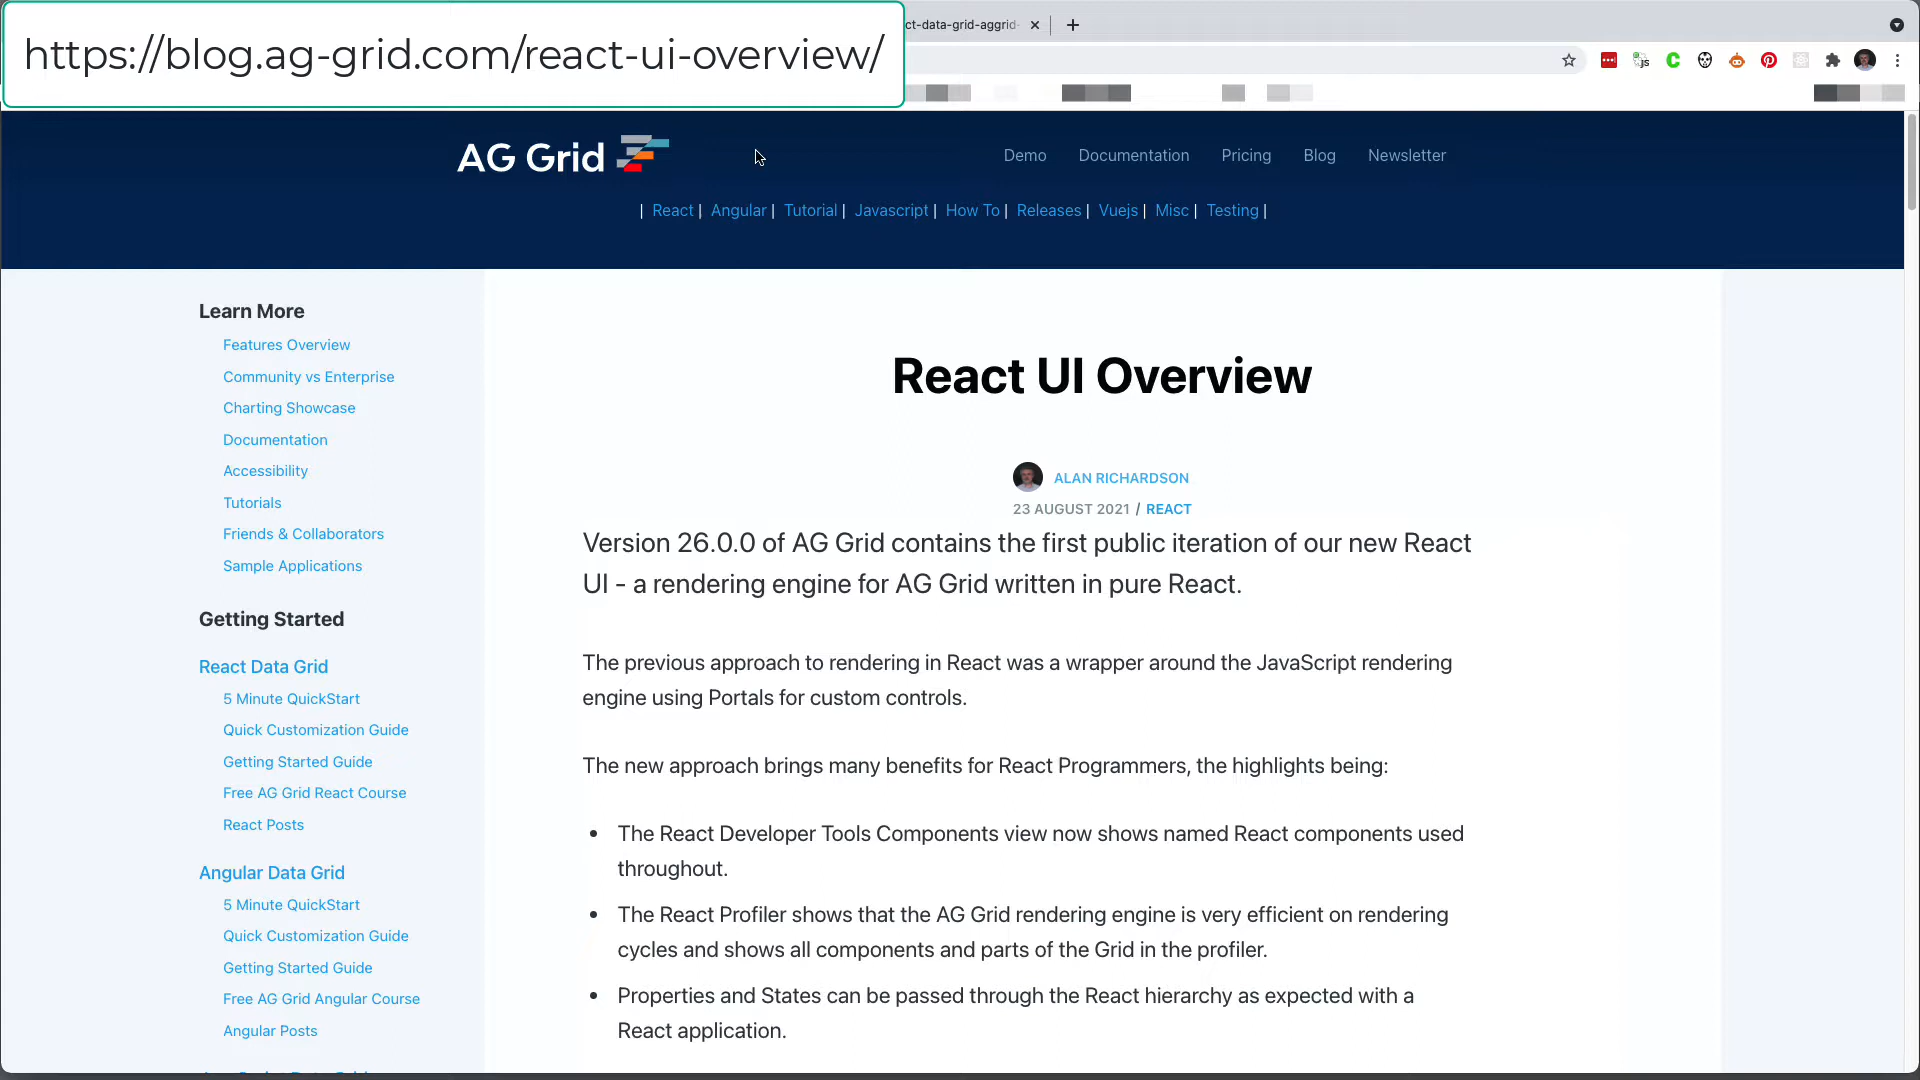 https://blog.ag-grid.com/react-ui-overview/
ct-data-grid-aggrid-
AG Grid
Demo
Documentation
Pricing
Blog
Newsletter
| React | Angular | Tutorial | Javascript | How To | Releases | Vuejs | Misc | Testing |
Learn More
Features Overview
Community vs Enterprise
Charting Showcase
Documentation
Accessibility
Tutorials
Friends & Collaborators
Sample Applications
Getting Started
React Data Grid
5 Minute QuickStart
Quick Customization Guide
Getting Started Guide
Free AG Grid React Course
React Posts
Angular Data Grid
5 Minute QuickStart
Quick Customization Guide
Getting Started Guide
Free AG Grid Angular Course
Angular Posts
React UI Overview
ALAN RICHARDSON
23 AUGUST 2021 / REACT
Version 26.0.0 of AG Grid contains the first public iteration of our new React
UI - a rendering engine for AG Grid written in pure React.
The previous approach to rendering in React was a wrapper around the JavaScript rendering
engine using Portals for custom controls.
The new approach brings many benefits for React Programmers, the highlights being:
• The React Developer Tools Components view now shows named React components used
throughout.
• The React Profiler shows that the AG Grid rendering engine is very efficient on rendering
cycles and shows all components and parts of the Grid in the profiler.
• Properties and States can be passed through the React hierarchy as expected with a
React application.